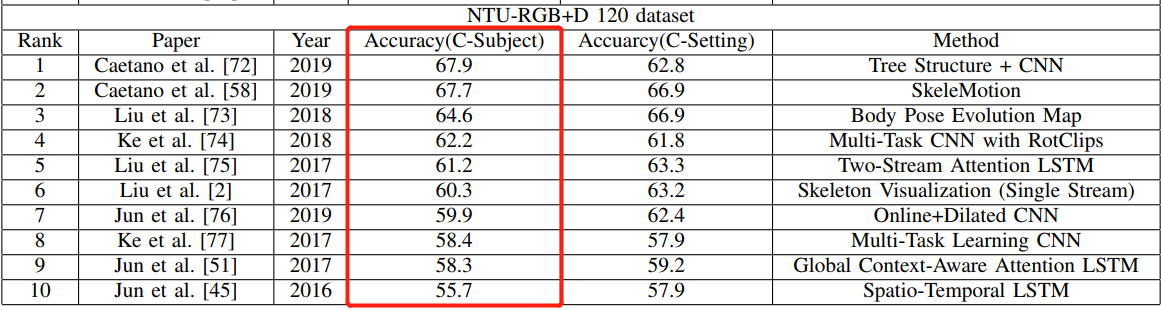 NTU-RGB+D 120 dataset
Rank Paper Year Accuracy(C-Subject) Accuarcy(C-Setting) Method
1 Caetano et al. [72] 2019 67.9 62.8 Tree Structure + CNN
2 Caetano et al. [58] 2019 67.7 66.9 SkeleMotion
3 Liu et al. [73] 2018 64.6 66.9 Body Pose Evolution Map
4 Ke et al. [74] 2018 62.2 61.8 Multi-Task CNN with RotClips
5 Liu et al. [75] 2017 61.2 63.3 Two-Stream Attention LSTM
6 Liu et al. [2] 2017 60.3 63.2 Skeleton Visualization (Single Stream)
7 Jun et al. [76] 2019 59.9 62.4 Online+Dilated CNN
8 Ke et al. [77] 2017 58.4 57.9 Multi-Task Learning CNN
9 Jun et al. [51] 2017 58.3 59.2 Global Context-Aware Attention LSTM
10 Jun et al. [45] 2016 55.7 57.9 Spatio-Temporal LSTM